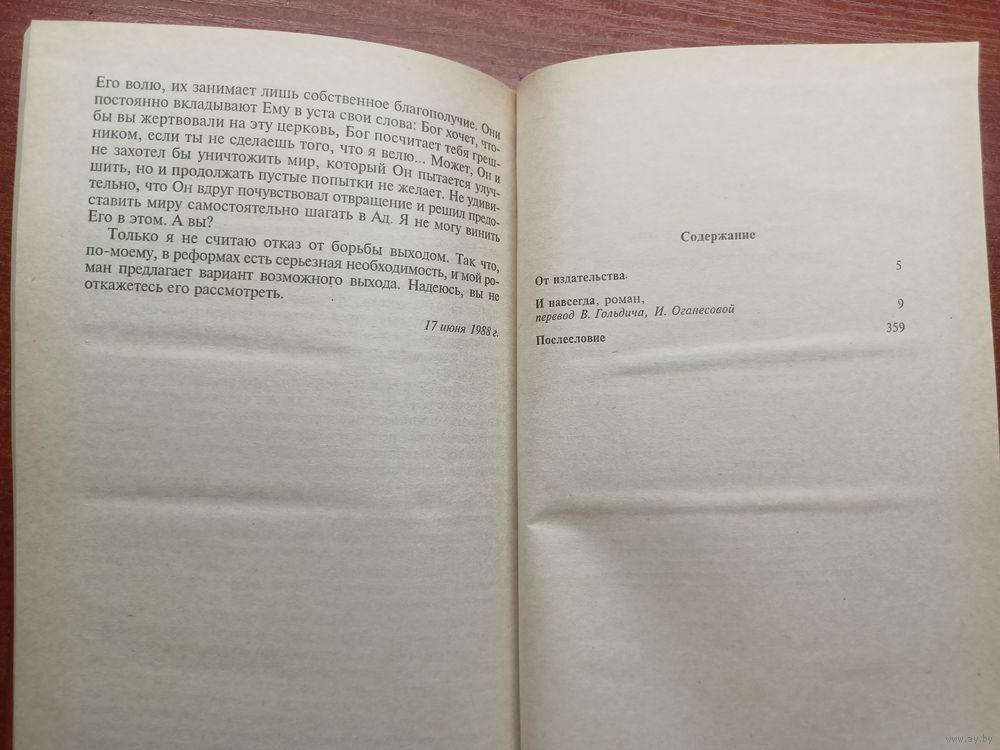 Его волю, их занимает лишь собственное благополучие. Они
постоянно вкладывают Ему в уста свои слова: Бог хочет, что-
бы вы жертвовали на эту церковь, Бог посчитает тебя греш-
ником, если ты не сделаешь того, что я велю... Может, Он и
не захотел бы уничтожить мир, который Он пытается улуч-
шить, но и продолжать пустые попытки не желает. Не удиви-
тельно, что Он вдруг почувствовал отвращение и решил предо-
ставить миру самостоятельно шагать в Ад. Я не могу винить
Его в этом. А вы?
Только я не считаю отказ от борьбы выходом. Так что,
по-моему, в реформах есть серьезная необходимость, и мой ро-
ман предлагает вариант возможного выхода. Надеюсь, вы не
откажетесь его рассмотреть.
17 июня 1988 г.
Содержание
От издательства. 5
И навсегда, роман,
перевод В. Гольдича, И. Оганесовой 9
Послесловие 359
www.ay.by